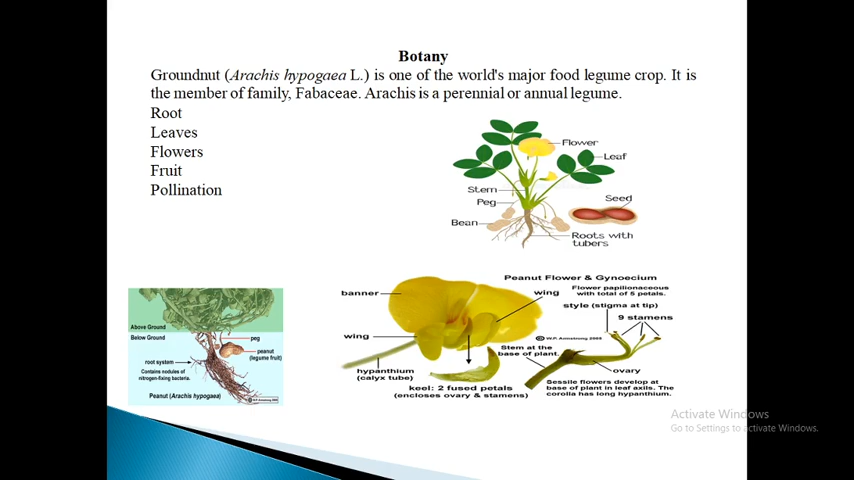 Botany
Groundnut (Arachis hypogaea L.) is one of the world's major food legume crop. It is
the member of family, Fabaceae. Arachis is a perennial or annual legume.
Root
Leaves
Flowers
Fruit
Pollination
Flower
Leaf
Stem
Peg
Seed
Bean
Roots with
tubers
Above Ground
Below Ground
peg
peanut
(legume fruit)
root system
Contains nodules of
nitrogen-fixing bacteria.
Peanut (Arachis hypogaea)
© W.P. Armstrong
Peanut Flower & Gynoecium
banner
wing
Flower papilionaceous
with total of 5 petals.
style (stigma at tip)
9 stamens
wing
© W.P. Armstrong
Stem at the
base of plant.
hypanthium
(calyx tube)
keel: 2 fused petals
(encloses ovary & stamens)
ovary
Sessile flowers develop at
base of plant in leaf axils. The
corolla has long hypanthium.
Activate Windows
Go to Settings to activate Windows.